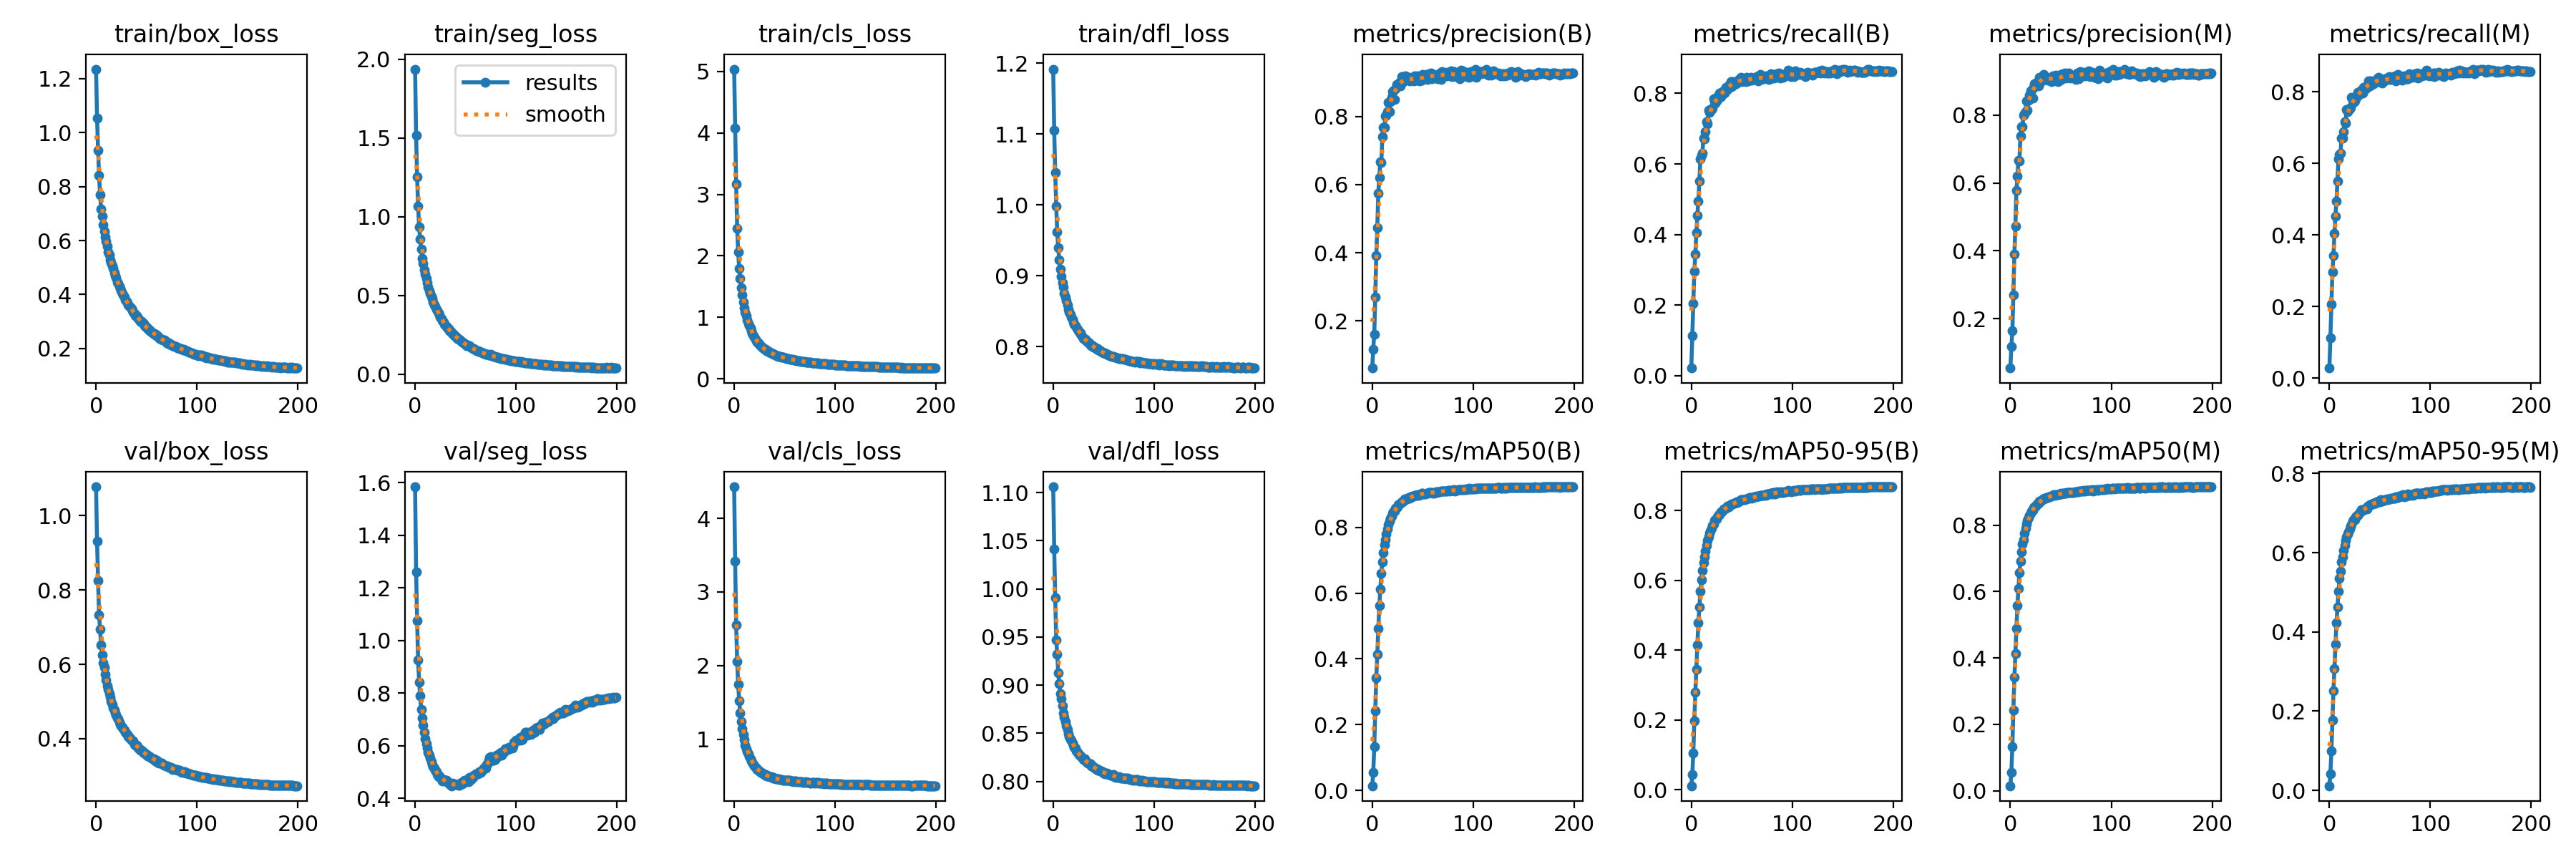 train/box_loss
train/seg_loss
train/cls_loss
train/dfl_loss
metrics/precision(B)
metrics/recall(B)
metrics/precision(M)
metrics/recall(M)
1.2
1.0
0.8
0.6
0.4
0.2
0 100 200
2.0
1.5
1.0
0.5
0.0
results
smooth
0 100 200
5
4
3
2
1
0
0 100 200
1.2
1.1
1.0
0.9
0.8
0 100 200
0.8
0.6
0.4
0.2
0 100 200
0.8
0.6
0.4
0.2
0.0
0 100 200
0.8
0.6
0.4
0.2
0 100 200
0.8
0.6
0.4
0.2
0.0
0 100 200
val/box_loss
val/seg_loss
val/cls_loss
val/dfl_loss
metrics/mAP50(B)
metrics/mAP50-95(B)
metrics/mAP50(M)
metrics/mAP50-95(M)
1.0
0.8
0.6
0.4
0 100 200
1.6
1.4
1.2
1.0
0.8
0.6
0.4
0 100 200
4
3
2
1
0 100 200
1.10
1.05
1.00
0.95
0.90
0.85
0.80
0 100 200
0.8
0.6
0.4
0.2
0.0
0 100 200
0.8
0.6
0.4
0.2
0.0
0 100 200
0.8
0.6
0.4
0.2
0.0
0 100 200
0.8
0.6
0.4
0.2
0.0
0 100 200